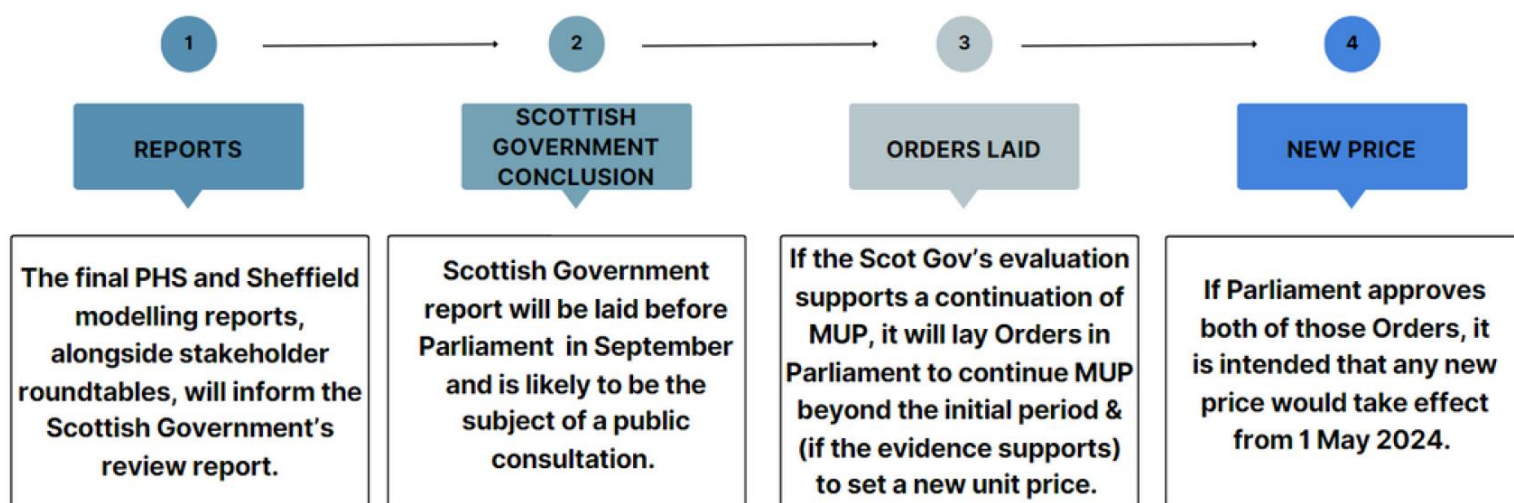 1
2
3
4
REPORTS
SCOTTISH
GOVERNMENT
CONCLUSION
ORDERS LAID
NEW PRICE
The final PHS and Sheffield
modelling reports,
alongside stakeholder
roundtables, will inform the
Scottish Government's
review report.
Scottish Government
report will be laid before
Parliament in September
and is likely to be the
subject of a public
consultation.
If the Scot Gov's evaluation
supports a continuation of
MUP, it will lay Orders in
Parliament to continue MUP
beyond the initial period &
(if the evidence supports)
to set a new unit price.
If Parliament approves
both of those Orders, it
is intended that any new
price would take effect
from 1 May 2024.